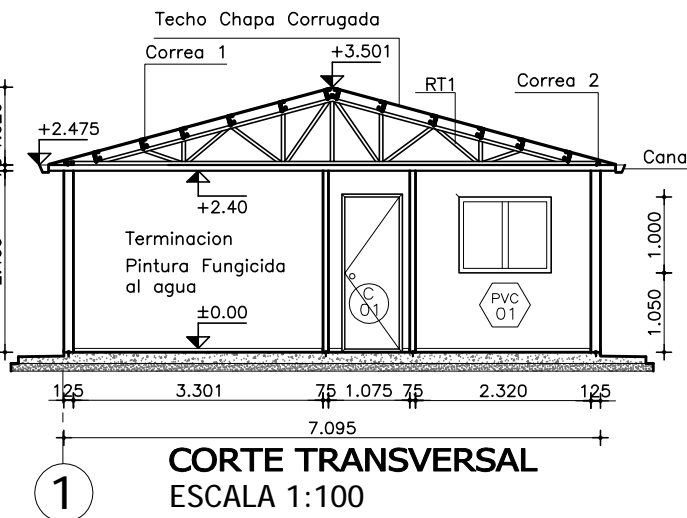 Techo Chapa Corrugada
Correa 1
+3.501
RT1
Correa 2
+2.475
Cana
+2.40
Terminacion
Pintura Fungicida
al agua
C
01
PVC
01
1.000
±0.00
1.050
125 3.301 75 1.075 75 2.320 125
7.095
CORTE TRANSVERSAL
1
ESCALA 1:100